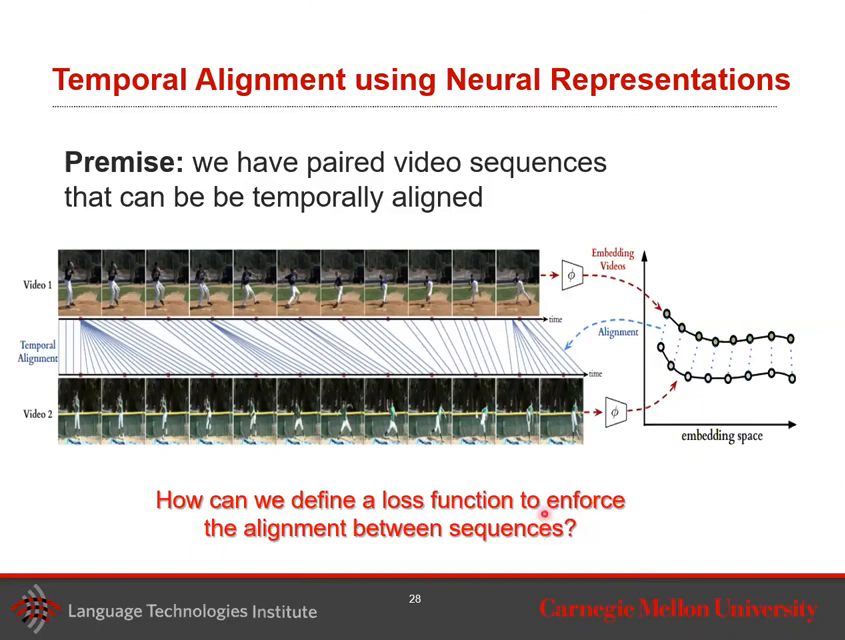 Temporal Alignment using Neural Representations
Premise: we have paired video sequences
that can be be temporally aligned
Video 1
ϕ
Embedding
Videos
time
Temporal
Alignment
Alignment
time
Video 2
ϕ
embedding space
How can we define a loss function to enforce
the alignment between sequences?
Language Technologies Institute
28
Carnegie Mellon University